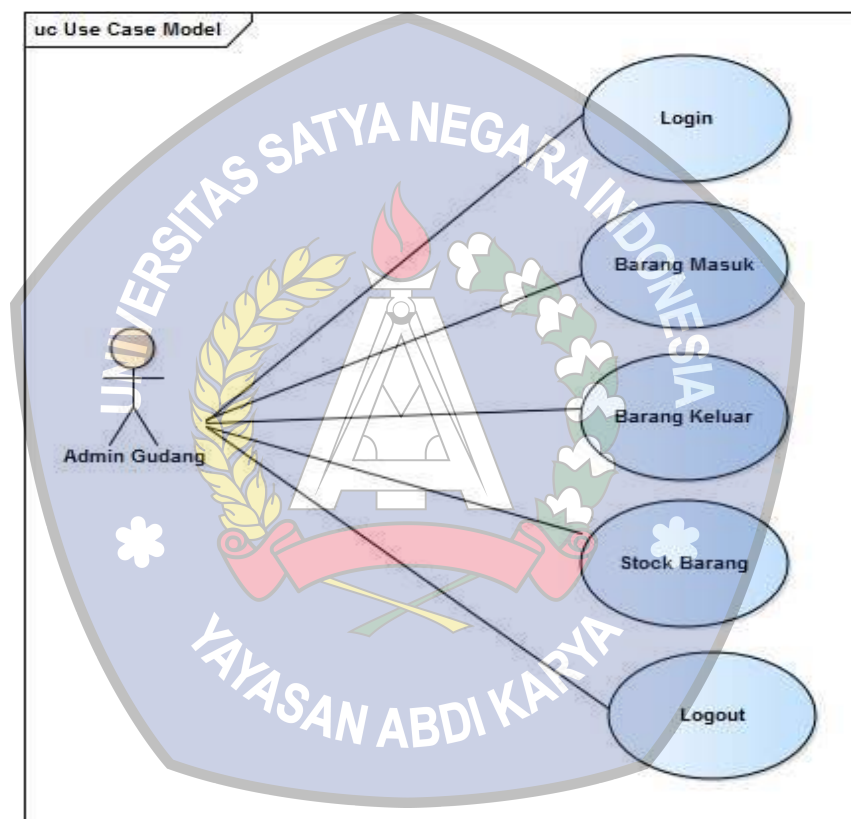 uc Use Case Model
Login
UNIVERSITAS SATYA NEGARA INDONESIA
Barang Masuk
Barang Keluar
Admin Gudang
Stock Barang
YAYASAN ABDI KARYA
Logout